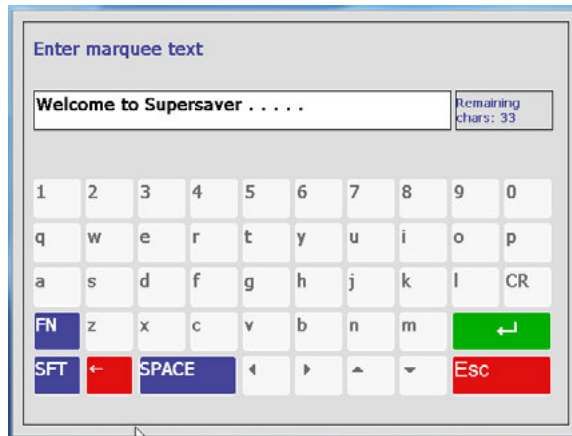 Enter marquee text
Welcome to Supersaver . . . . .
Remaining
chars: 33
1 2 3 4 5 6 7 8 9 0
q w e r t y u i o p
a s d f g h j k l CR
FN z x c v b n m
SFT ← SPACE Esc